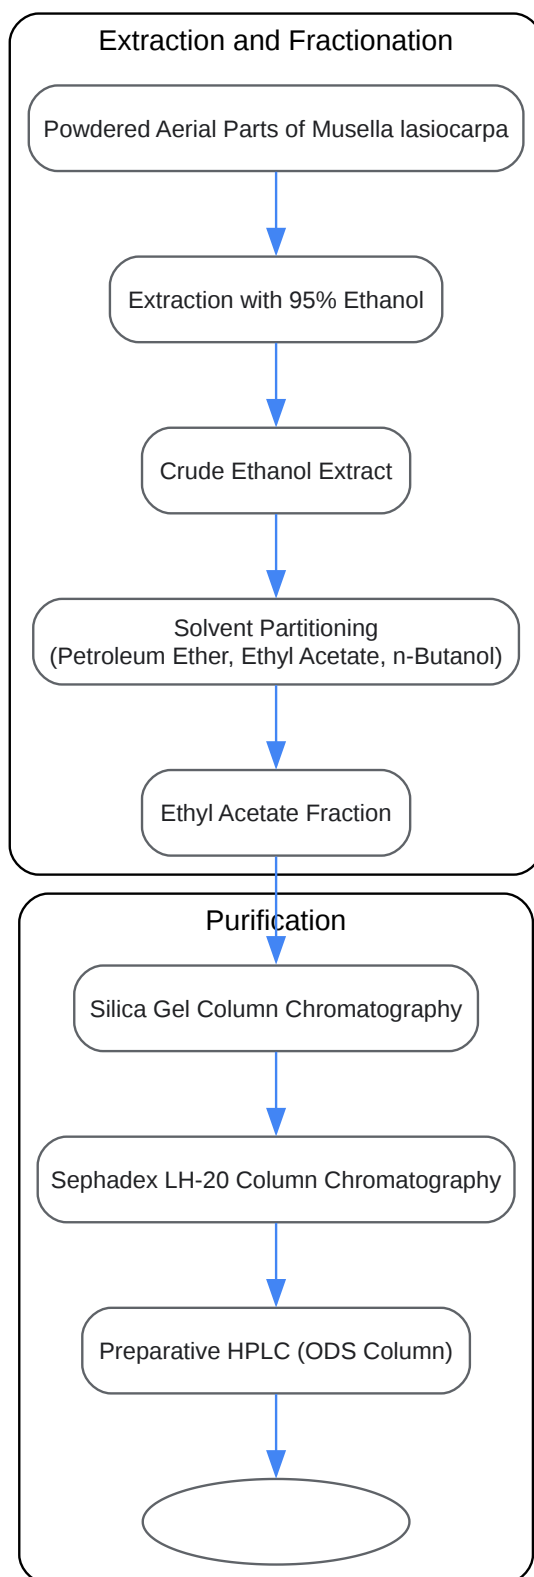 Extraction and Fractionation
Powdered Aerial Parts of Musella lasiocarpa
Extraction with 95% Ethanol
Crude Ethanol Extract
Solvent Partitioning
(Petroleum Ether, Ethyl Acetate, n-Butanol)
Ethyl Acetate Fraction
Purification
Silica Gel Column Chromatography
Sephadex LH-20 Column Chromatography
Preparative HPLC (ODS Column)